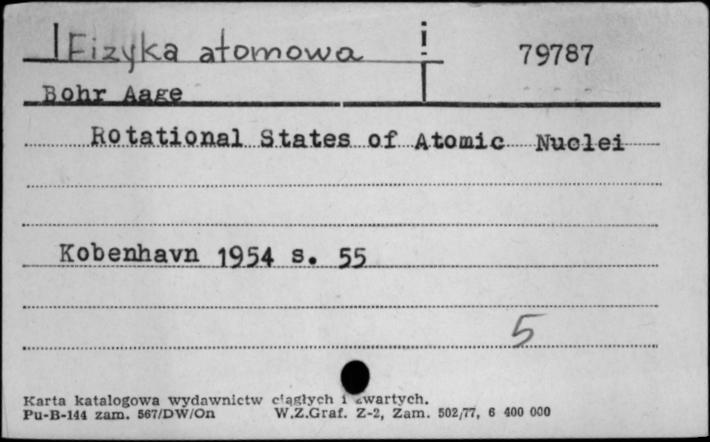 Fizyka atomowa i 79787
Bohr Aage
Rotational States of Atomic Nuclei
Kobenhavn 1954 s. 55
5
Karta katalogowa wydawnictw ciągłych i zwartych.
Pu-B-144 zam. 567/DW/On W.Z.Graf. Z-2, Zam. 502/77, 6 400 000